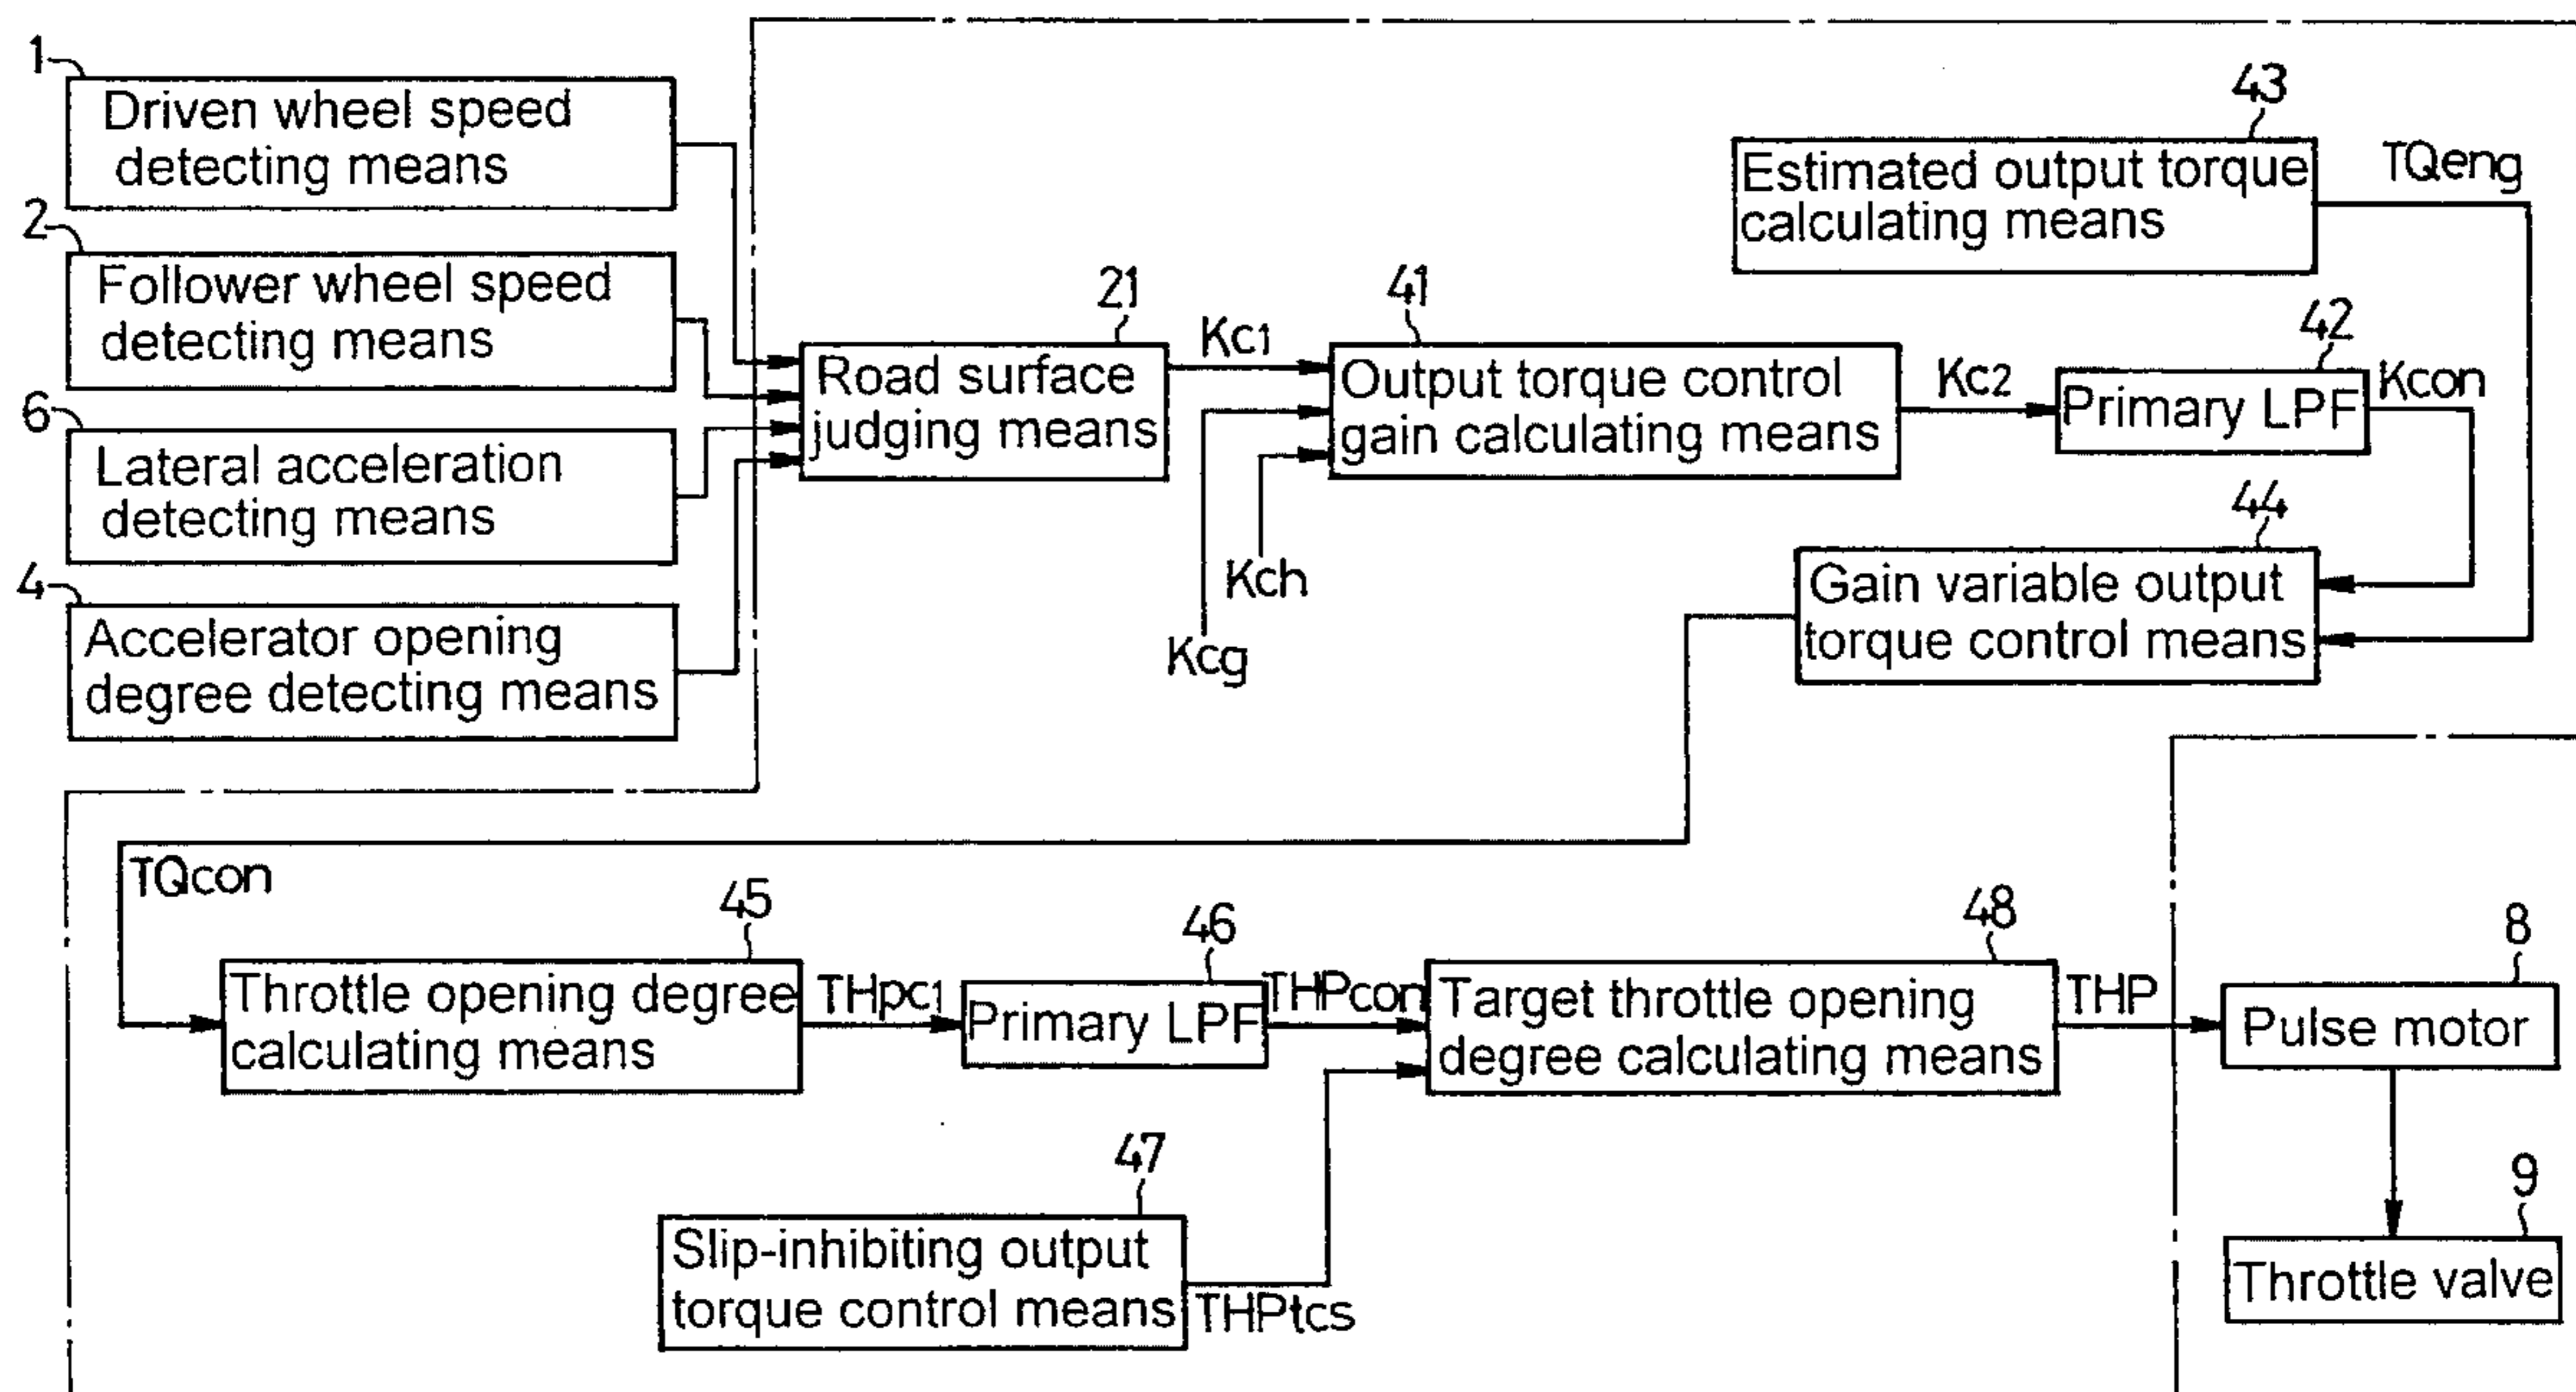 1
Driven wheel speed
detecting means
2
Follower wheel speed
detecting means
6
Lateral acceleration
detecting means
4
Accelerator opening
degree detecting means
21
Road surface
judging means
Kc1
Kcg
Kch
41
Output torque control
gain calculating means
Kc2
42
Primary LPF
Kcon
43
Estimated output torque
calculating means
TQeng
44
Gain variable output
torque control means
TQcon
45
Throttle opening degree
calculating means
THpc1
46
Primary LPF
THPcon
47
Slip-inhibiting output
torque control means
THPtcs
48
Target throttle opening
degree calculating means
THP
8
Pulse motor
9
Throttle valve